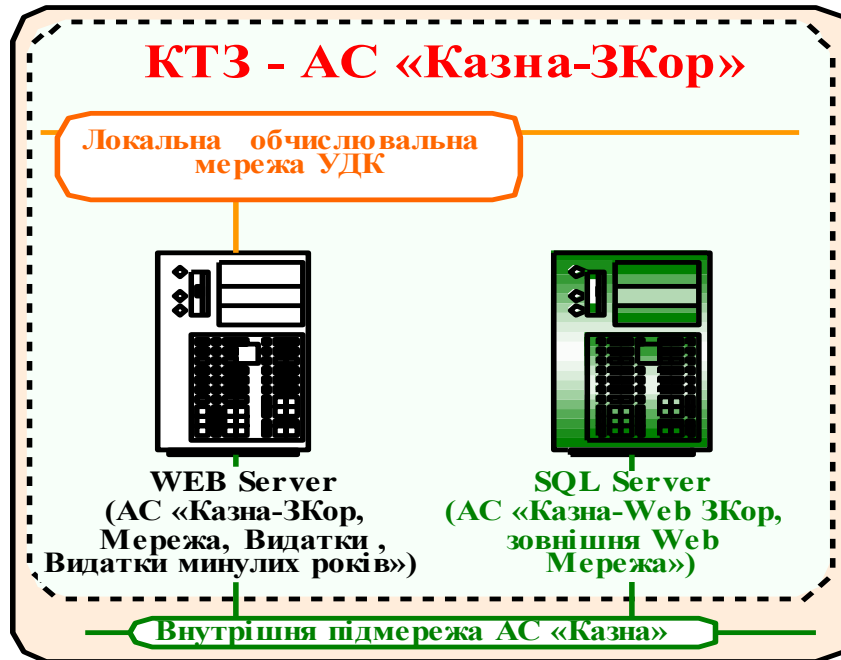 КТЗ - АС «Казна-ЗКор»
Локальна обчислювальна
мережа УДК
WEB Server
(АС «Казна-ЗКор,
Мережа, Видатки ,
Видатки минулих років»)
SQL Server
(АС «Казна-Web ЗКор,
зовнішня Web
Мережа»)
Внутрішня підмережа АС «Казна»